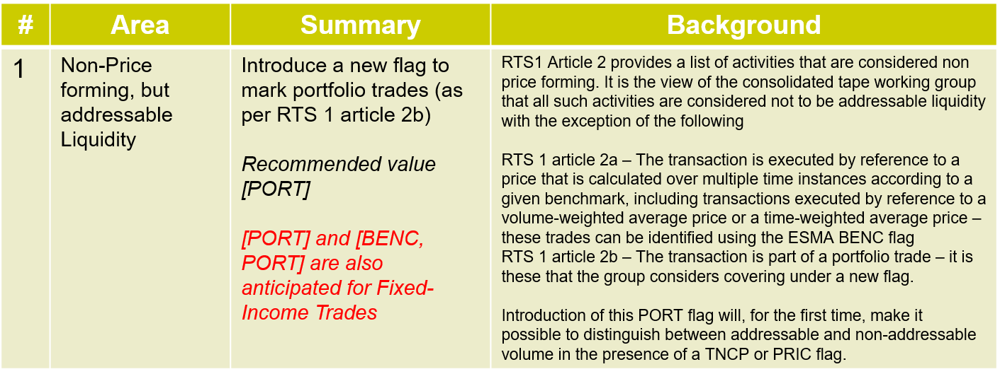 #
Area
Summary
Background
1
Non-Price
forming, but
addressable
Liquidity
Introduce a new flag to
mark portfolio trades (as
per RTS 1 article 2b)
Recommended value
[PORT]
[PORT] and [BENC,
PORT] are also
anticipated for Fixed-
Income Trades
RTS1 Article 2 provides a list of activities that are considered non
price forming. It is the view of the consolidated tape working group
that all such activities are considered not to be addressable liquidity
with the exception of the following
RTS 1 article 2a – The transaction is executed by reference to a
price that is calculated over multiple time instances according to a
given benchmark, including transactions executed by reference to a
volume-weighted average price or a time-weighted average price –
these trades can be identified using the ESMA BENC flag
RTS 1 article 2b – The transaction is part of a portfolio trade – it is
these that the group considers covering under a new flag.
Introduction of this PORT flag will, for the first time, make it
possible to distinguish between addressable and non-addressable
volume in the presence of a TNCP or PRIC flag.